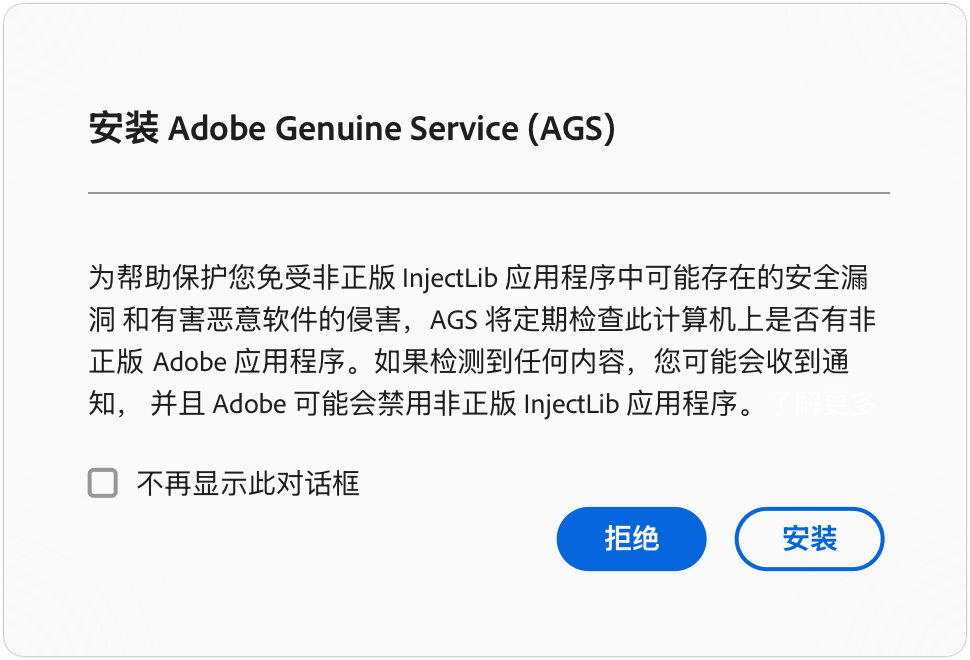 安装 Adobe Genuine Service (AGS)
为帮助保护您免受非正版 InjectLib 应用程序中可能存在的安全漏
洞 和有害恶意软件的侵害，AGS 将定期检查此计算机上是否有非
正版 Adobe 应用程序。如果检测到任何内容，您可能会收到通
知， 并且 Adobe 可能会禁用非正版 InjectLib 应用程序。 了解更多
不再显示此对话框
拒绝
安装